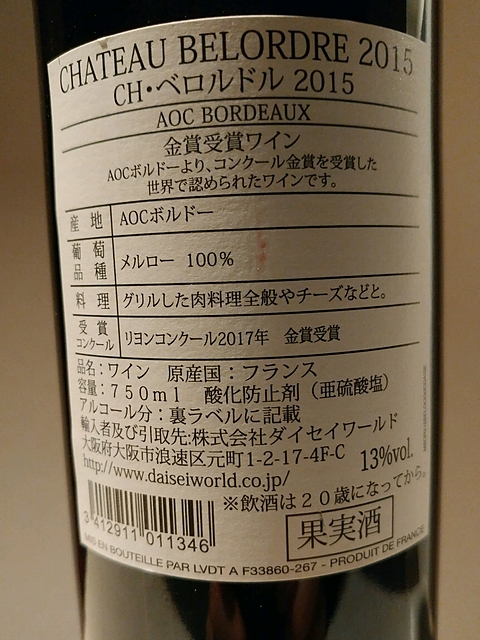 CHATEAU BELORDRE 2015
CH・ベロルドル 2015
AOC BORDEAUX
金賞受賞ワイン
AOCボルドーより、コンクール金賞を受賞した
世界で認められたワインです。
産地 AOCボルドー
葡萄品種 メルロー 100%
料理 グリルした肉料理全般やチーズなどと。
受賞コンクール リヨンコンクール2017年 金賞受賞
品名：ワイン 原産国：フランス
容量：750ml 酸化防止剤（亜硫酸塩）
アルコール分：裏ラベルに記載
輸入者及び引取先:株式会社ダイセイワールド
大阪府大阪市浪速区元町1-2-17-4F-C
13%vol.
http://www.daiseiworld.co.jp/
※飲酒は20歳になってから。
3 412911 011346
果実酒
MIS EN BOUTEILLE PAR LVDT A F33860-267 - PRODUIT DE FRANCE